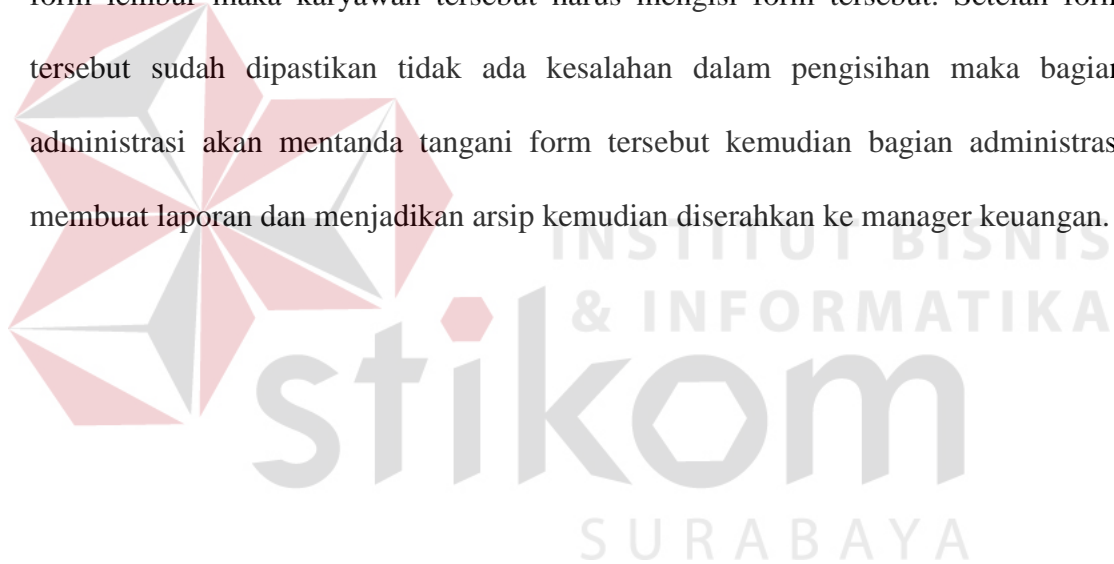 form lembur maka karyawan tersebut harus mengisi form tersebut. Setelah form
tersebut sudah dipastikan tidak ada kesalahan dalam pengisihan maka bagian
administrasi akan mentanda tangani form tersebut kemudian bagian administrasi
membuat laporan dan menjadikan arsip kemudian diserahkan ke manager keuangan.
INSTITUT BISNIS
& INFORMATIKA
stikom
SURABAYA